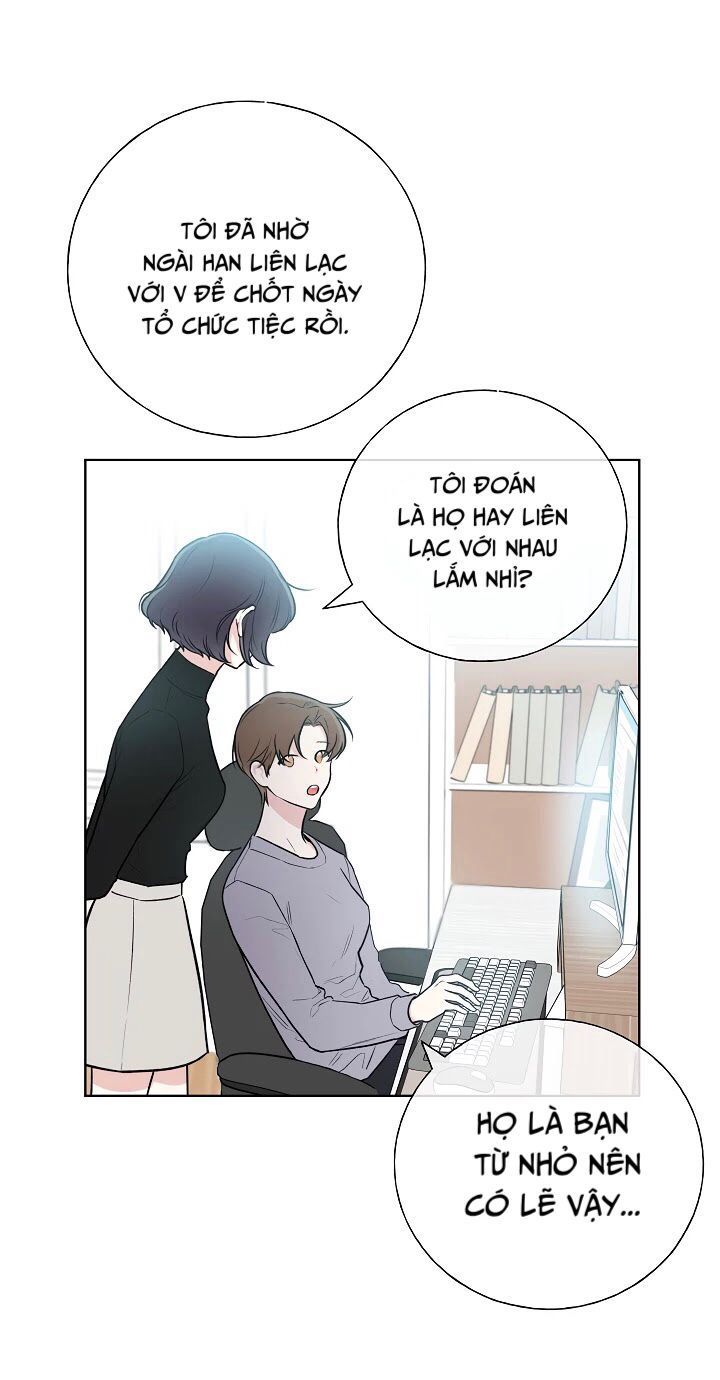 TÔI ĐÃ NHỜ
NGÀI HAN LIÊN LẠC
VỚI V ĐỂ CHỐT NGÀY
TỔ CHỨC TIỆC RỒI.
TÔI ĐOÁN
LÀ HỌ HAY LIÊN
LẠC VỚI NHAU
LẮM NHỈ?
HỌ LÀ BẠN
TỪ NHỎ NÊN
CÓ LẼ VẬY...